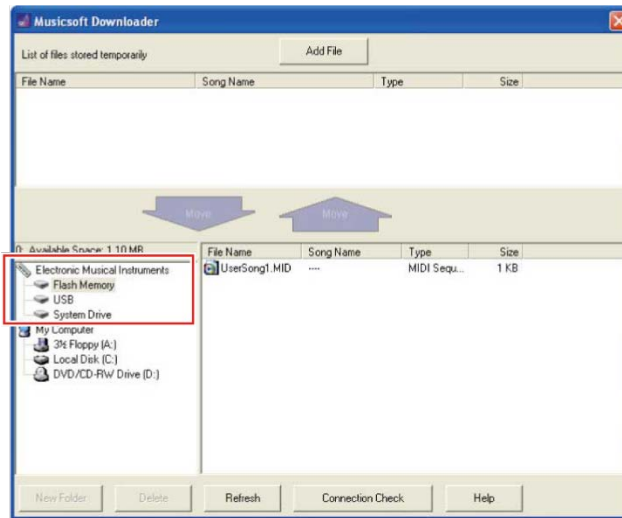 Musicsoft Downloader
List of files stored temporarily
Add File
File Name Song Name Type Size
Move Move
Available Space: 1.10 MB
Electronic Musical Instruments
Flash Memory
USB
System Drive
My Computer
3½ Floppy (A:)
Local Disk (C:)
DVD/CD-RW Drive (D:)
File Name Song Name Type Size
UserSong1.MID ---- MIDI Sequ... 1 KB
New Folder Delete Refresh Connection Check Help